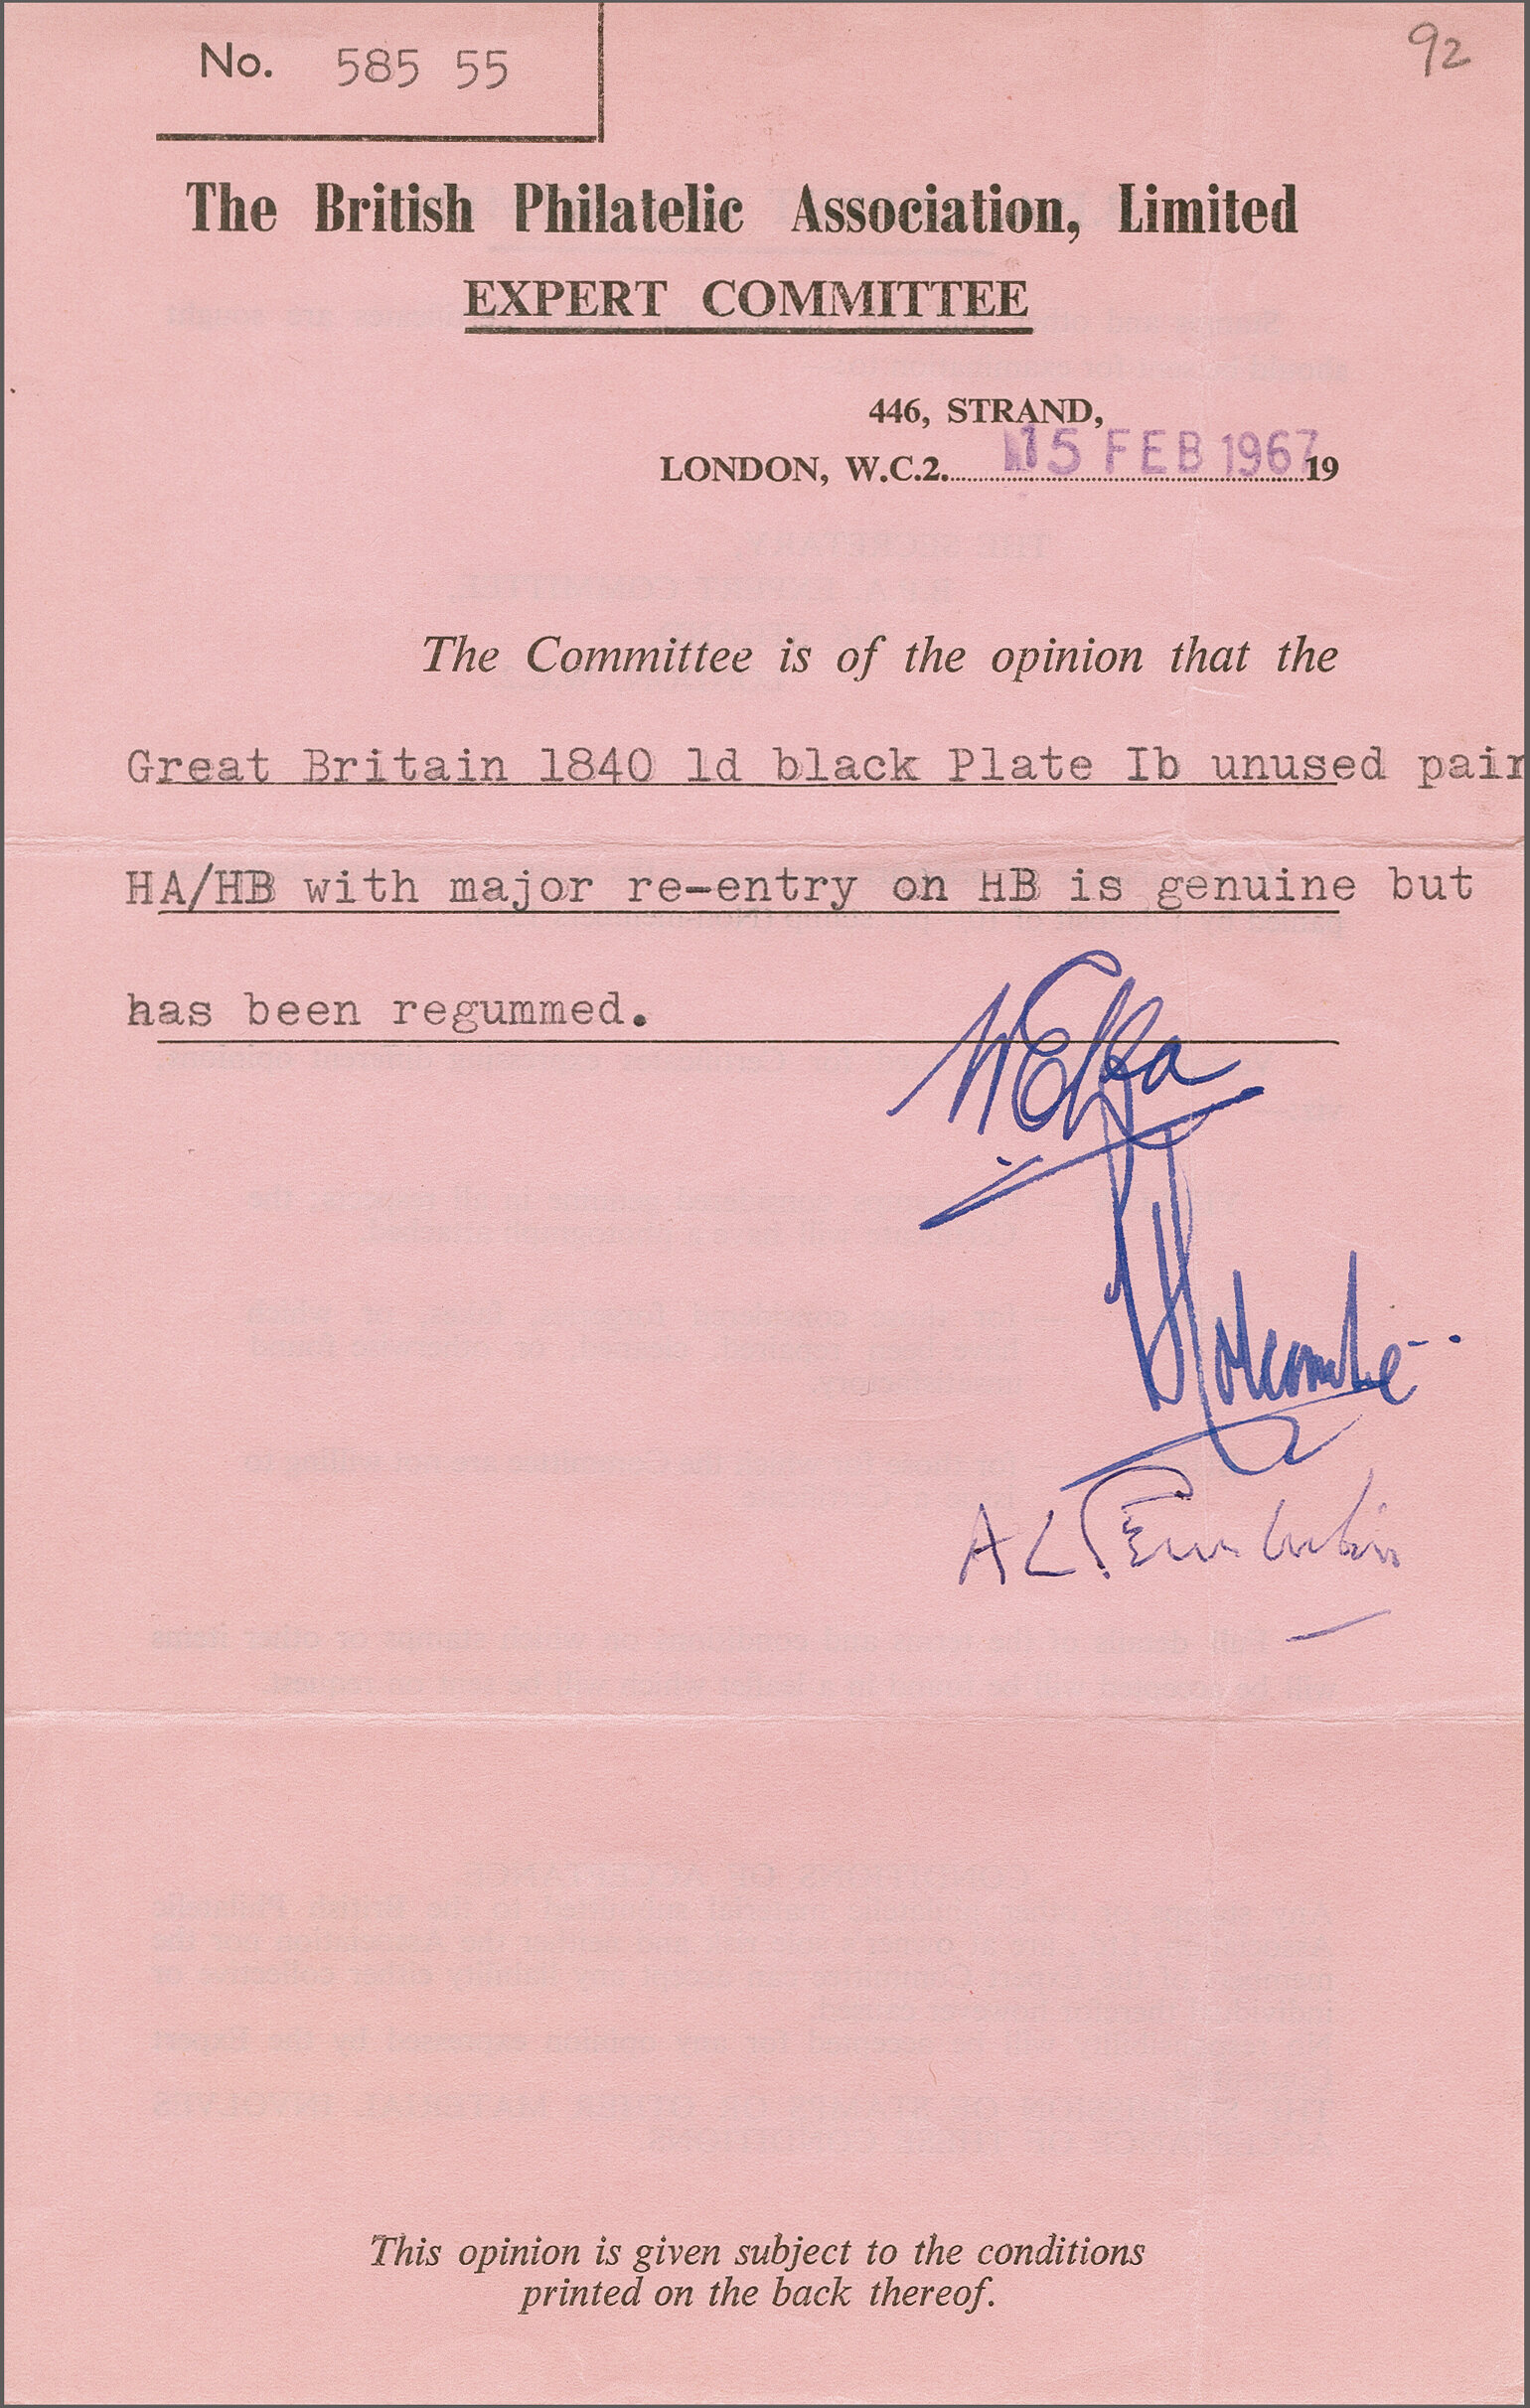 No. 585 55
92
The British Philatelic Association, Limited
EXPERT COMMITTEE
446, STRAND,
LONDON, W.C.2. 15 FEB 1967 19
The Committee is of the opinion that the
Great Britain 1840 1d black Plate Ib unused pair
HA/HB with major re-entry on HB is genuine but
has been regummed.
Holcombe
This opinion is given subject to the conditions
printed on the back thereof.